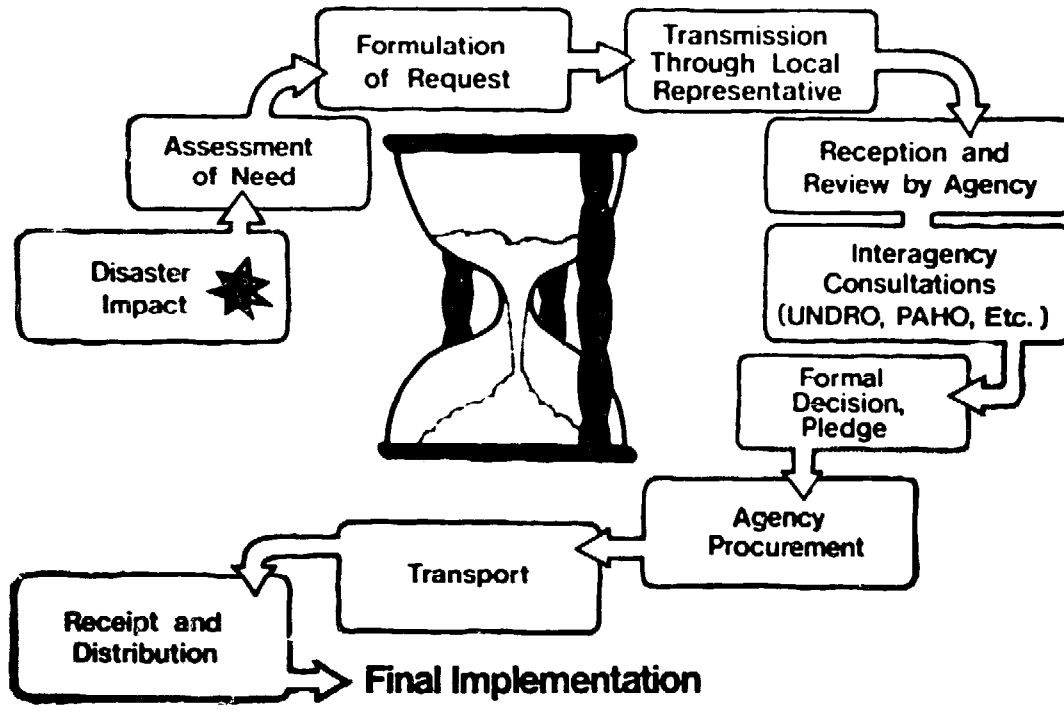 Disaster
Impact
Assessment
of Need
Formulation
of Request
Transmission
Through Local
Representative
Reception and
Review by Agency
Interagency
Consultations
(UNDRO, PAHO, Etc.)
Formal
Decision,
Pledge
Agency
Procurement
Transport
Receipt and
Distribution
Final Implementation